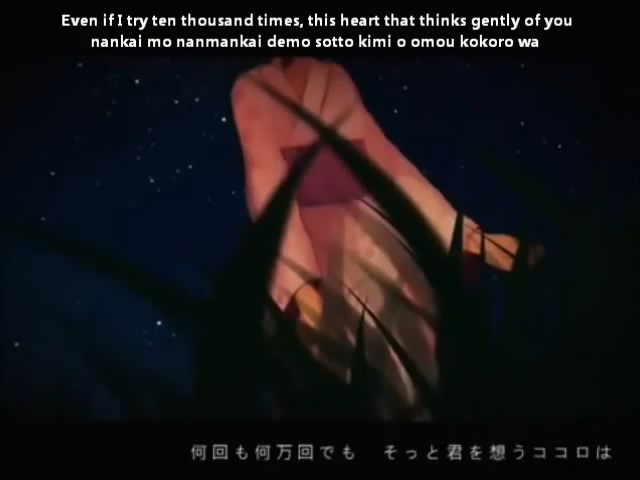 Even if I try ten thousand times, this heart that thinks gently of you
nankai mo nanmankai demo sotto kimi o omou kokoro wa
何回も何万回でも　そっと君を想うココロは